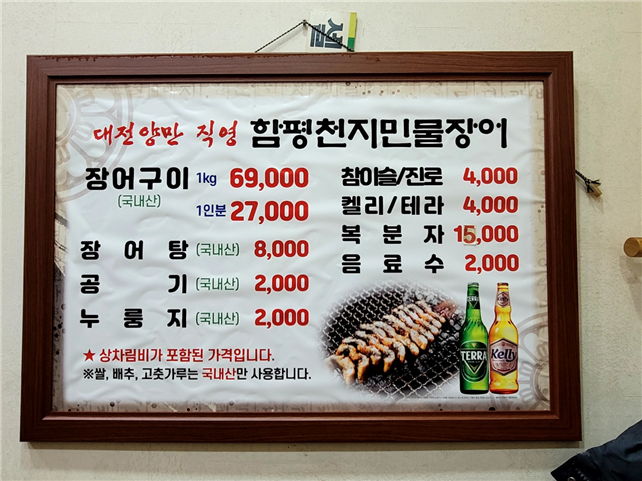 셀
대전양만 직영 함평천지민물장어
장어구이 1kg 69,000
(국내산)
1인분 27,000
장어탕 (국내산) 8,000
공기 (국내산) 2,000
누룽지 (국내산) 2,000
★ 상차림비가 포함된 가격입니다.
※쌀, 배추, 고춧가루는 국내산만 사용합니다.
참이슬/진로 4,000
켈리/테라 4,000
복분자 15,000
음료수 2,000
TERRA
Kelly